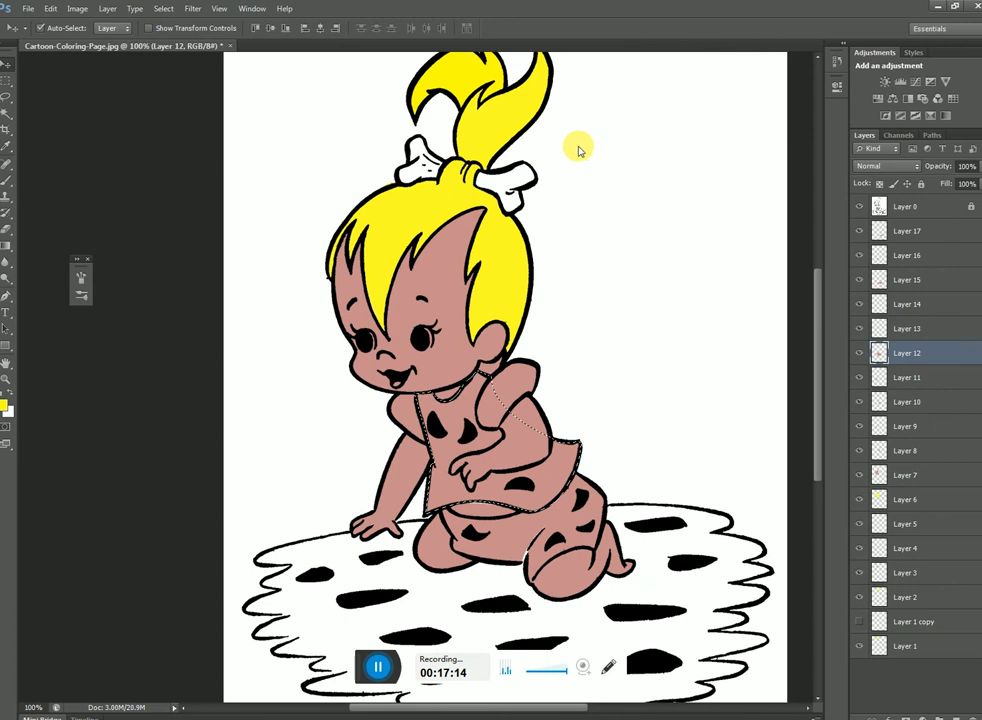 Ps File Edit Image Layer Type Select Filter View Window Help
Auto-Select: Layer Show Transform Controls Essentials
Cartoon-Coloring-Page.jpg @ 100% (Layer 12, RGB/8#) * ×
Adjustments Styles
Add an adjustment
Layers Channels Paths
Kind
Normal Opacity: 100%
Lock: Fill: 100%
Layer 0
Layer 17
Layer 16
Layer 15
Layer 14
Layer 13
Layer 12
Layer 11
Layer 10
Layer 9
Layer 8
Layer 7
Layer 6
Layer 5
Layer 4
Layer 3
Layer 2
Layer 1 copy
Layer 1
Recording...
00:17:14
100% Doc: 3.00M/20.9M
Mini Bridge Timeline